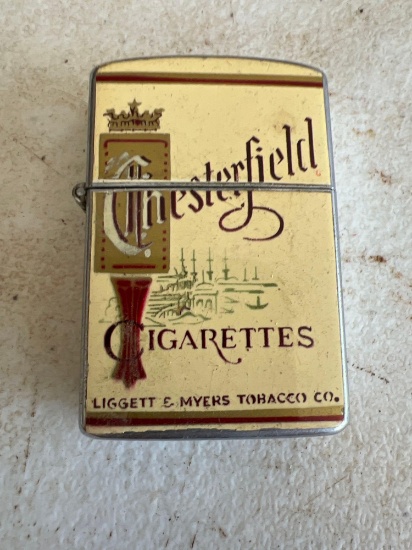 Chesterfield
CIGARETTES
LIGGETT & MYERS TOBACCO CO.